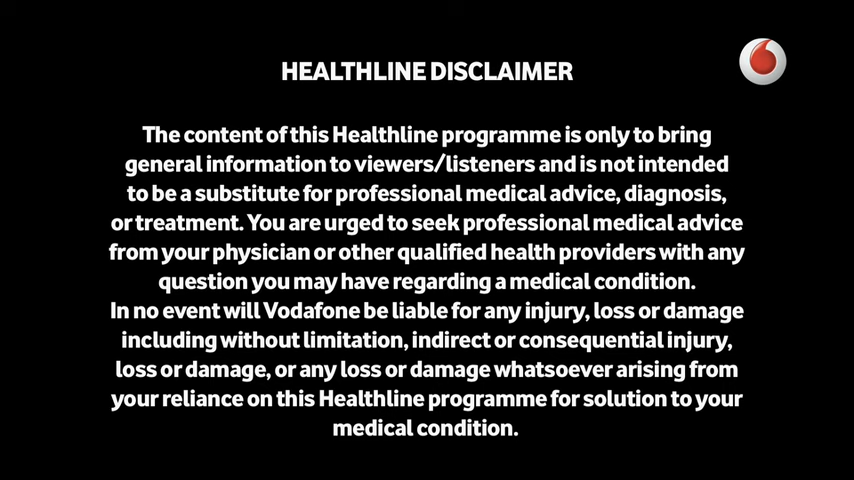 HEALTHLINE DISCLAIMER
The content of this Healthline programme is only to bring
general information to viewers/listeners and is not intended
to be a substitute for professional medical advice, diagnosis,
or treatment. You are urged to seek professional medical advice
from your physician or other qualified health providers with any
question you may have regarding a medical condition.
In no event will Vodafone be liable for any injury, loss or damage
including without limitation, indirect or consequential injury,
loss or damage, or any loss or damage whatsoever arising from
your reliance on this Healthline programme for solution to your
medical condition.